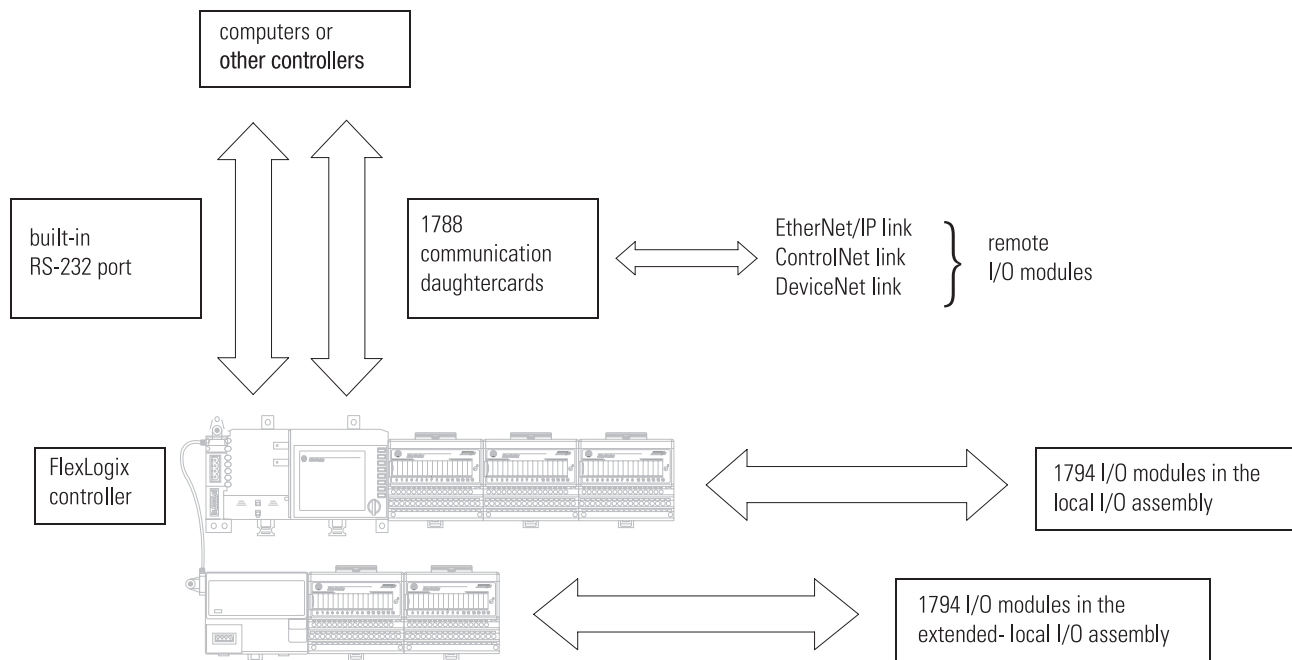 computers or
other controllers
built-in
RS-232 port
1788
communication
daughtercards
EtherNet/IP link
ControlNet link
DeviceNet link
remote
I/O modules
FlexLogix
controller
1794 I/O modules in the
local I/O assembly
1794 I/O modules in the
extended- local I/O assembly